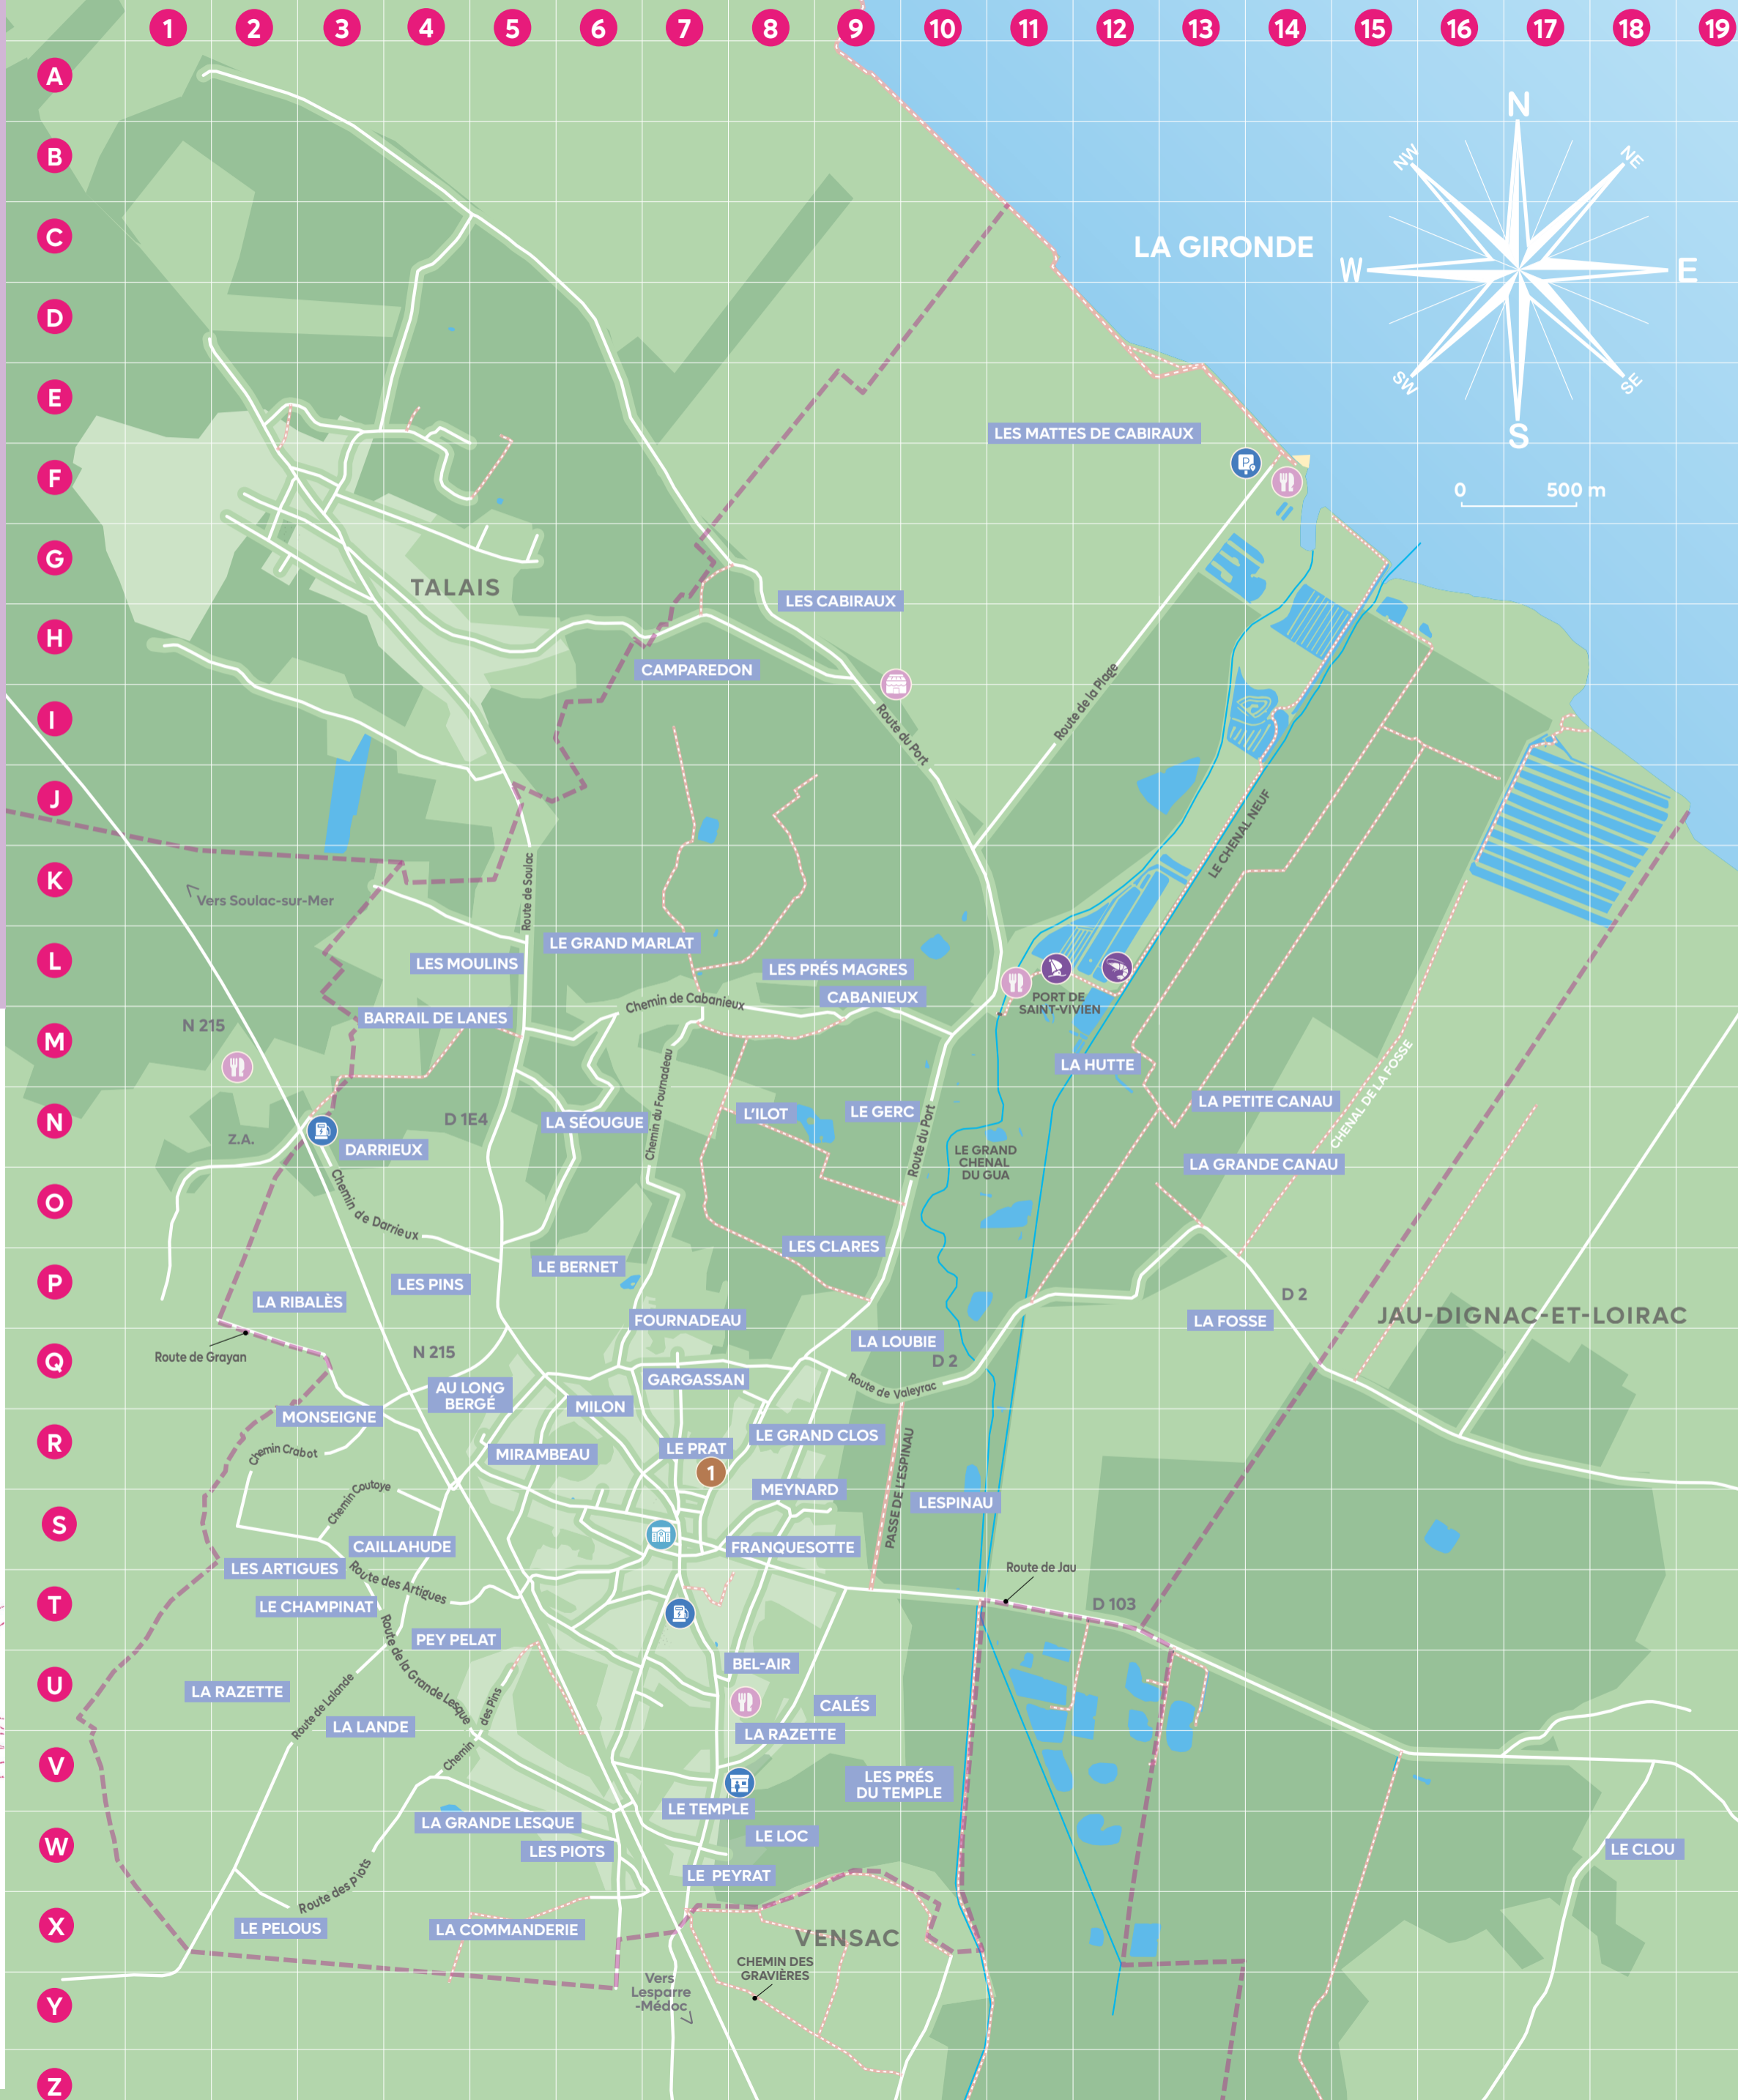 1 2 3 4 5 6 7 8 9 10 11 12 13 14 15 16 17 18 19
A
N
B
NW
NE
C
LA GIRONDE
W
E
D
SW
SE
E
LES MATTES DE CABIRAUX
S
F
P
0 500 m
G
TALAIS
LES CABIRAUX
H
CAMPAREDON
Route de la Plage
I
Route du Port
J
LE CHENAL NEUF
K
Route de Soulac
Vers Soulac-sur-Mer
LE GRAND MARLAT
L
LES MOULINS
LES PRÉS MAGRES
CABANIEUX
Chemin de Cabanieux
PORT DE
SAINT-VIVIEN
BARRAIL DE LANES
N 215
M
LA HUTTE
CHENAL DE LA FOSSE
Chemin du Fournadeau
LA PETITE CANAU
N
D 1E4
LA SÉOUGUE
L'ILOT
LE GERC
Z.A.
DARRIEUX
Route du Port
LE GRAND
CHENAL
DU GUA
LA GRANDE CANAU
O
Chemin de Darrieux
LES CLARES
LE BERNET
P
LES PINS
LA RIBALÈS
D 2
JAU-DIGNAC-ET-LOIRAC
FOURNADEAU
LA FOSSE
LA LOUBIE
Route de Grayan
N 215
Q
D 2
GARGASSAN
Route de Valeyrac
AU LONG
BERGÉ
MILON
MONSEIGNE
LE GRAND CLOS
R
Chemin Crabot
MIRAMBEAU
LE PRAT
1
PASSE DE L'ESPINAU
Chemin Coutoye
MEYNARD
LESPINAU
S
CAILLAHUDE
FRANQUESOTTE
LES ARTIGUES
Route des Artigues
Route de Jau
T
LE CHAMPINAT
D 103
PEY PELAT
Route de la Grande Lesque
BEL-AIR
U
LA RAZETTE
Route de Lalande
CALÉS
LA LANDE
Chemin des Pins
LA RAZETTE
V
LES PRÉS
DU TEMPLE
LE TEMPLE
LA GRANDE LESQUE
LE LOC
W
LES PIOTS
LE CLOU
LE PEYRAT
Route des piots
X
LE PELOUS
LA COMMANDERIE
VENSAC
CHEMIN DES
GRAVIÈRES
Vers
Lesparre
-Médoc
Y
Z